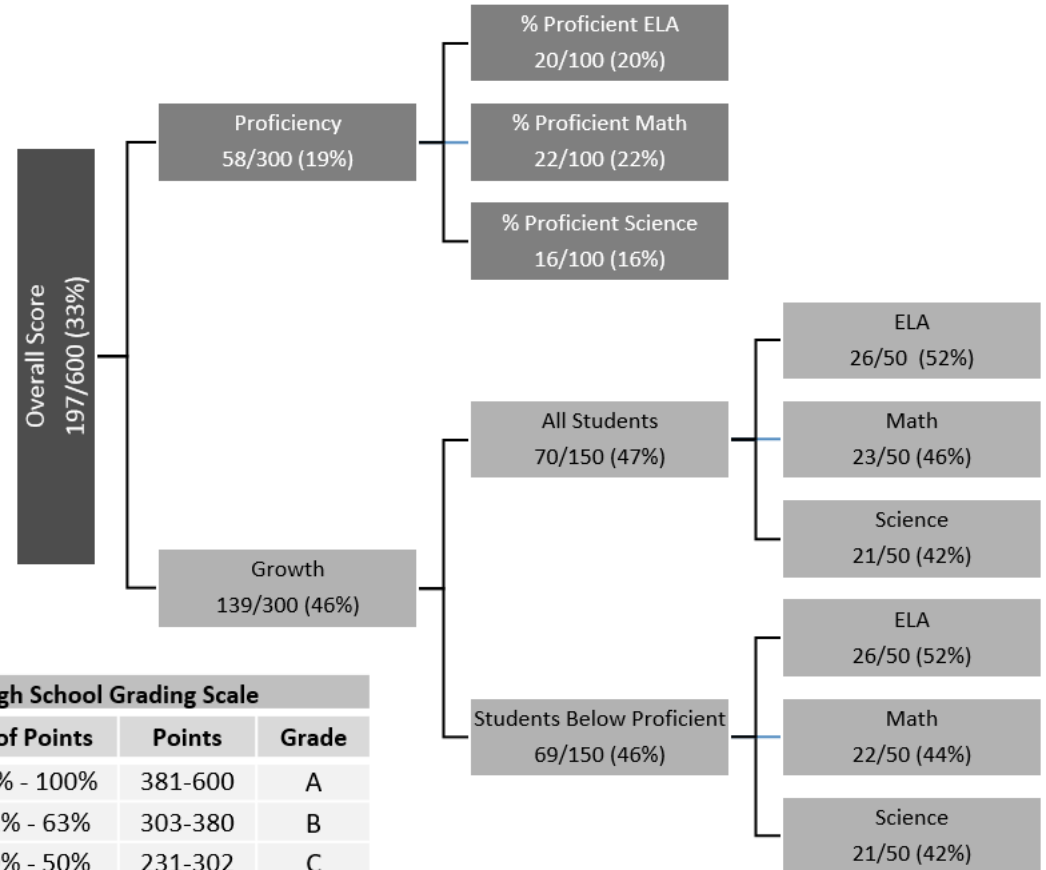 Overall Score
197/600 (33%)
Proficiency
58/300 (19%)
% Proficient ELA
20/100 (20%)
% Proficient Math
22/100 (22%)
% Proficient Science
16/100 (16%)
Growth
139/300 (46%)
All Students
70/150 (47%)
ELA
26/50 (52%)
Math
23/50 (46%)
Science
21/50 (42%)
Students Below Proficient
69/150 (46%)
ELA
26/50 (52%)
Math
22/50 (44%)
Science
21/50 (42%)
gh School Grading Scale
of Points Points Grade
% - 100% 381-600 A
% - 63% 303-380 B
% - 50% 231-302 C